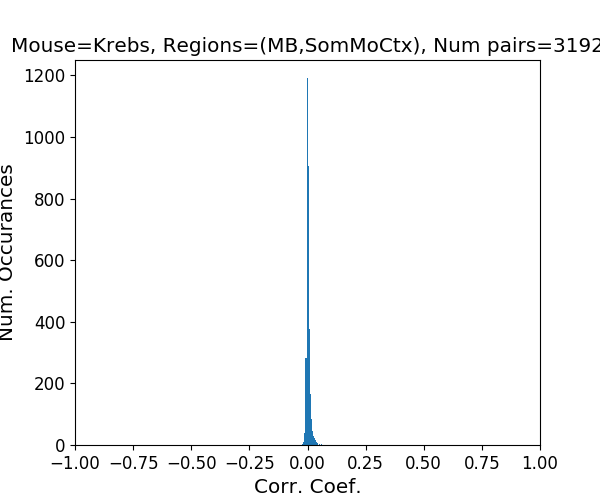 Mouse=Krebs, Regions=(MB,SomMoCtx), Num pairs=3192
1200
1000
800
600
400
200
0
Num. Occurances
−1.00 −0.75 −0.50 −0.25 0.00 0.25 0.50 0.75 1.00
Corr. Coef.